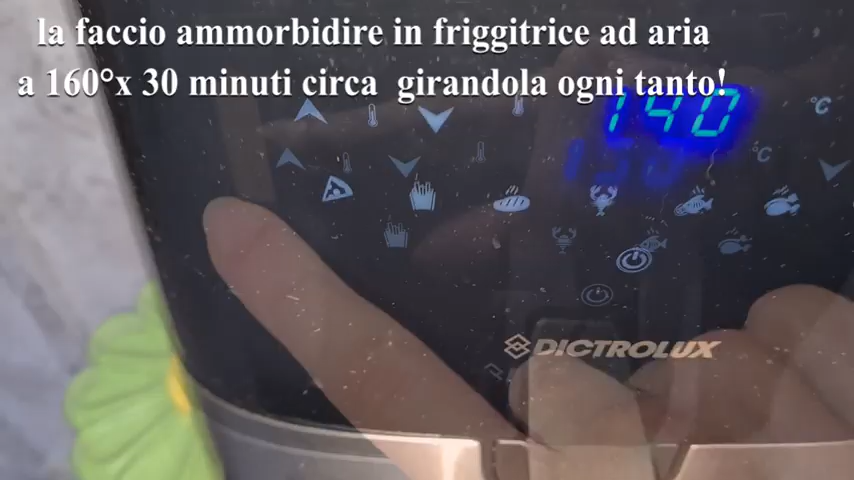 la faccio ammorbidire in friggitrice ad aria
a 160°x 30 minuti circa girandola ogni tanto!
140
°C
°C
DICTROLUX